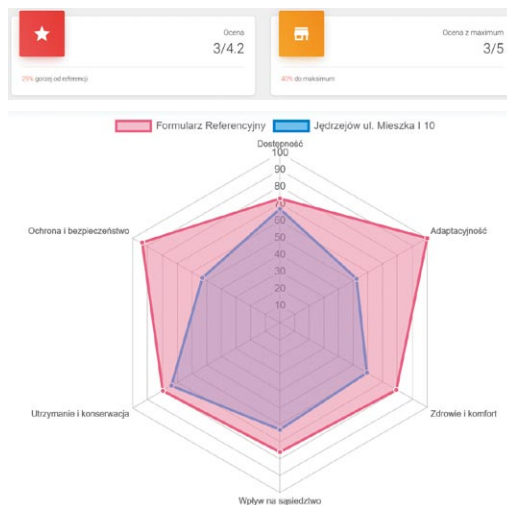 Ocena
3/4.2
29% gorzej od referencji
Ocena z maximum
3/5
40% do maksimum
Formularz Referencyjny
Jędrzejów ul. Mieszka I 10
Dostępność
100
90
80
70
60
50
40
30
20
10
Ochrona i bezpieczeństwo
Adaptacyjność
Utrzymanie i konserwacja
Zdrowie i komfort
Wpływ na sąsiedztwo